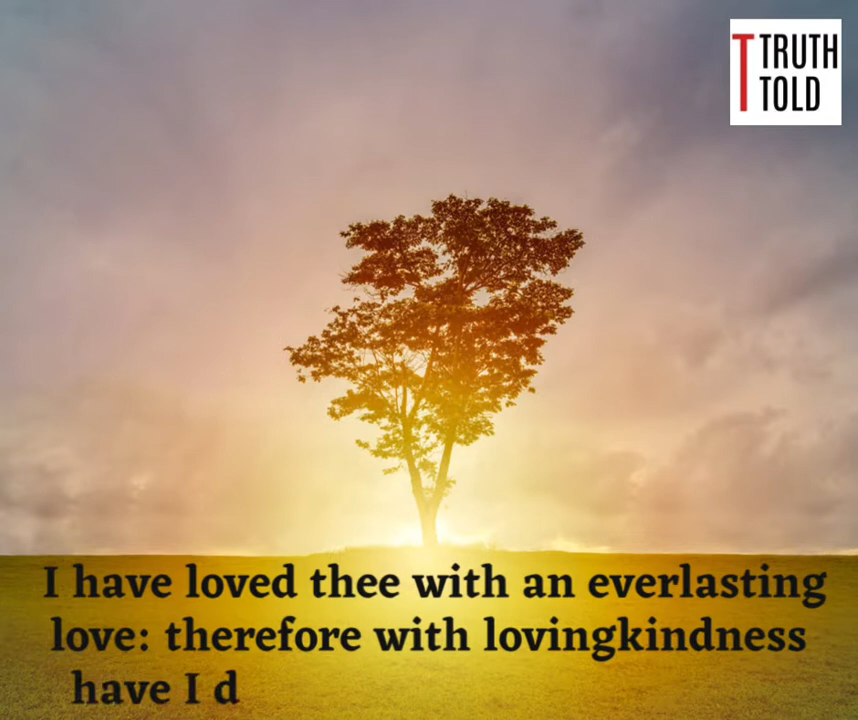 TRUTH
TOLD
I have loved thee with an everlasting
love: therefore with lovingkindness
have I d